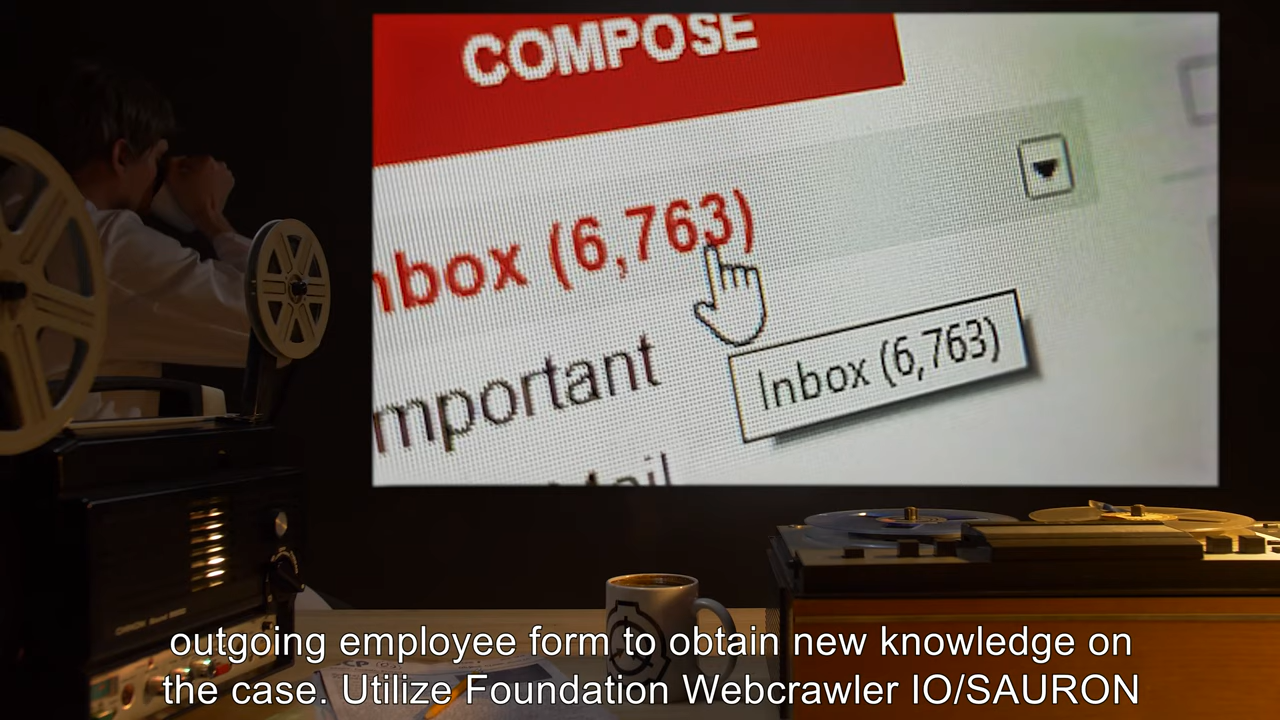 COMPOSE
nbox (6,763)
mportant
Inbox (6,763)
Mail
outgoing employee form to obtain new knowledge on
the case. Utilize Foundation Webcrawler IO/SAURON